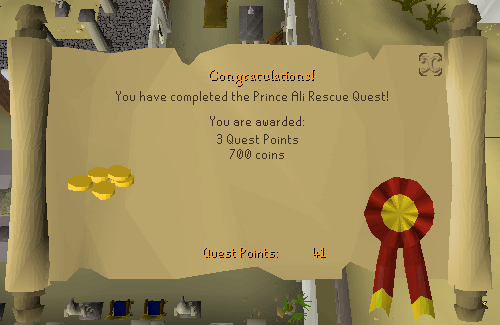 Congratulations!
You have completed the Prince Ali Rescue Quest!
You are awarded:
3 Quest Points
700 coins
Quest Points: 41